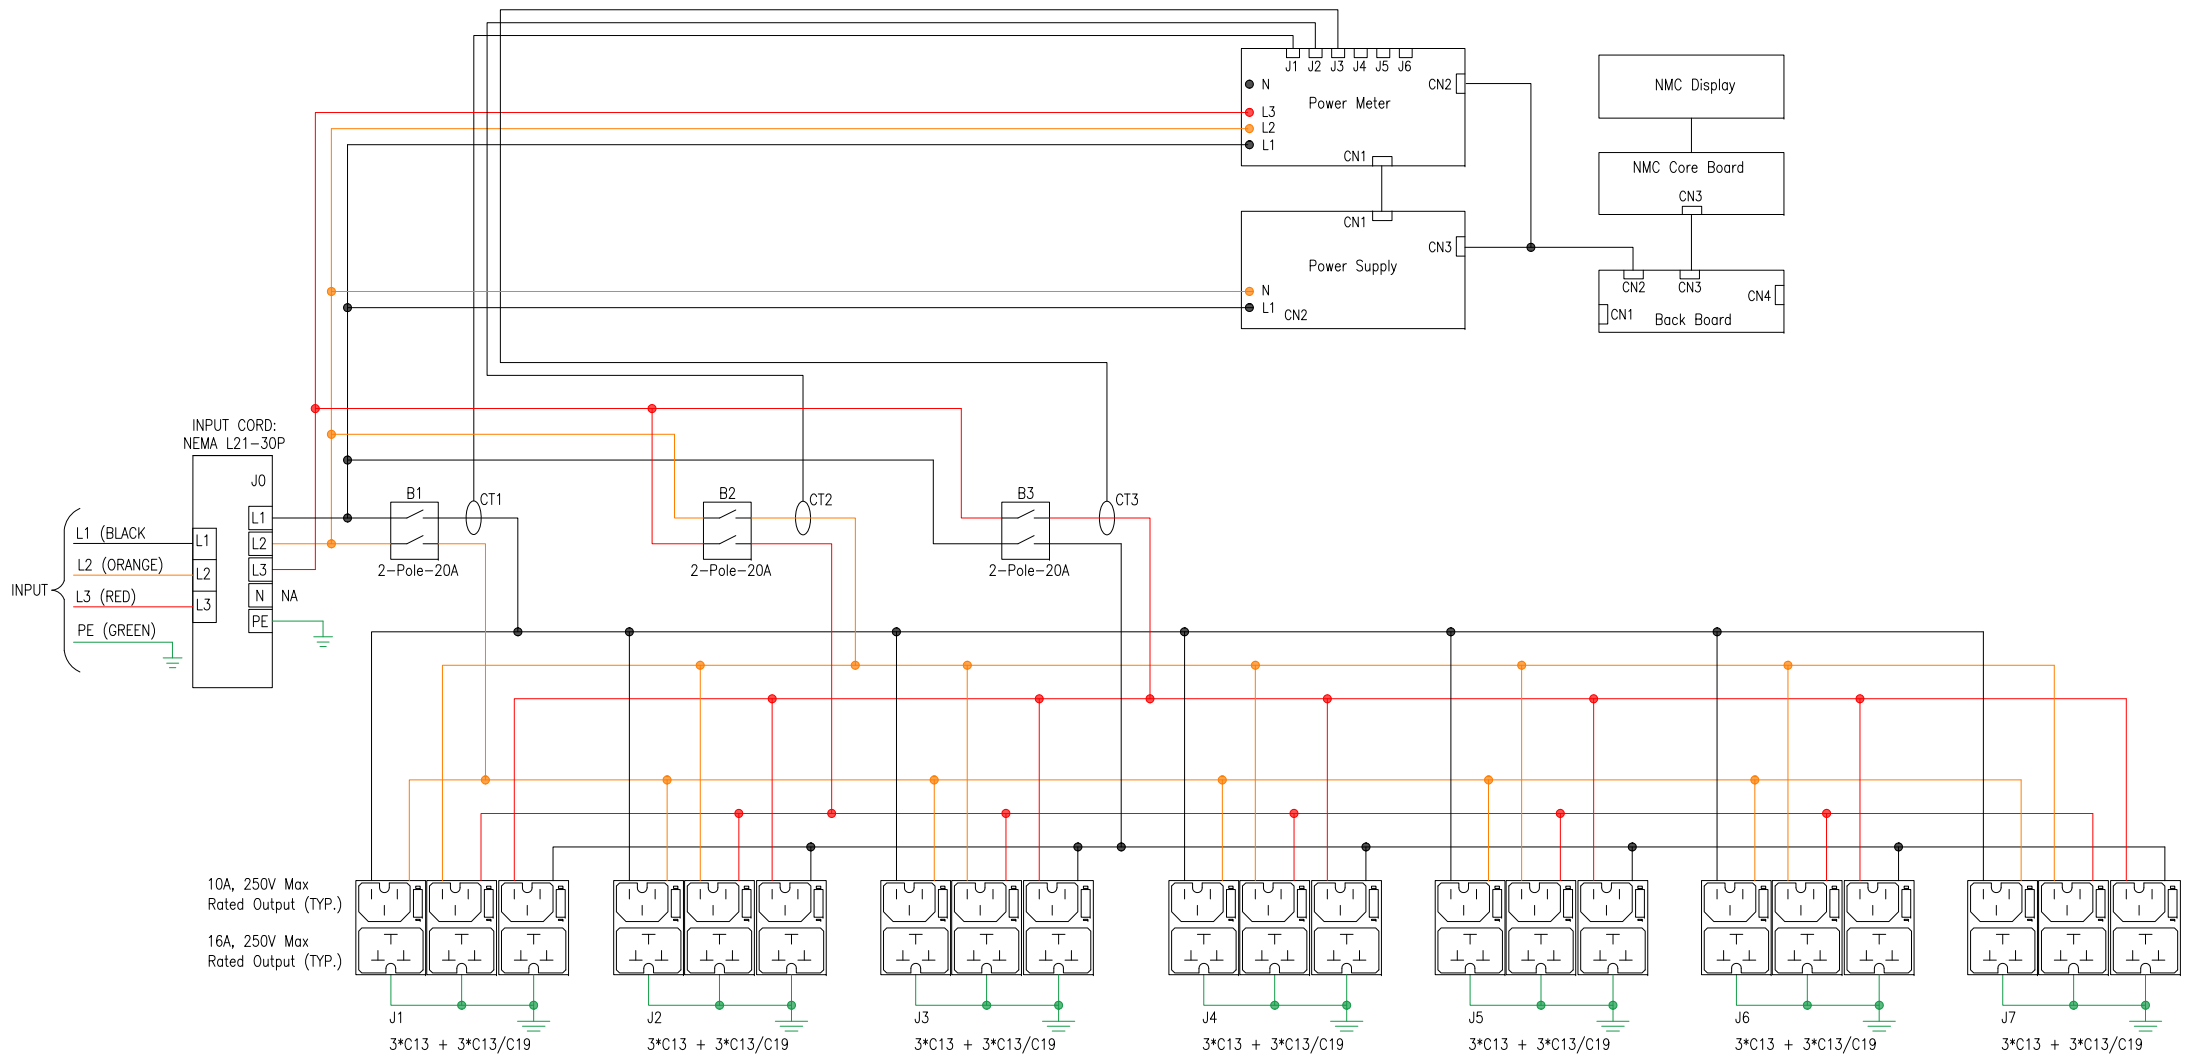 J1 J2 J3 J4 J5 J6
N
CN2
Power Meter
L3
L2
L1
CN1
NMC Display
NMC Core Board
CN3
CN1
CN3
Power Supply
N
L1
CN2
CN2
CN3
CN4
CN1
Back Board
INPUT CORD:
NEMA L21-30P
J0
L1
L2
L3
N
NA
PE
L1
L2
L3
INPUT
L1 (BLACK
L2 (ORANGE)
L3 (RED)
PE (GREEN)
B1
CT1
2-Pole-20A
B2
CT2
2-Pole-20A
B3
CT3
2-Pole-20A
10A, 250V Max
Rated Output (TYP.)
16A, 250V Max
Rated Output (TYP.)
J1
3*C13 + 3*C13/C19
J2
3*C13 + 3*C13/C19
J3
3*C13 + 3*C13/C19
J4
3*C13 + 3*C13/C19
J5
3*C13 + 3*C13/C19
J6
3*C13 + 3*C13/C19
J7
3*C13 + 3*C13/C19